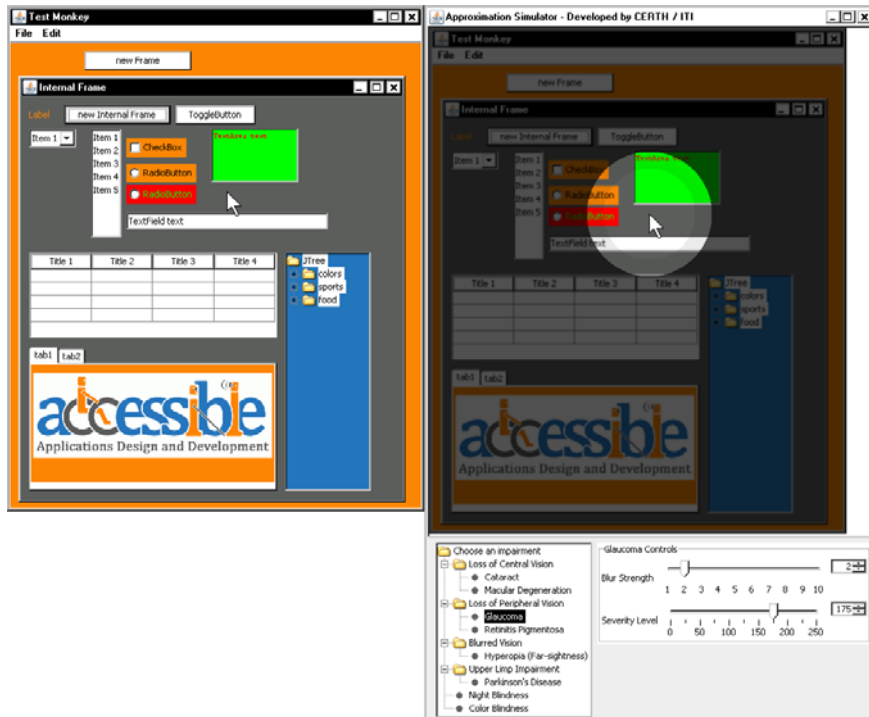 Test Monkey
File Edit
new Frame
Internal Frame
Label new Internal Frame ToggleButton
Item 1
Item 1
Item 2
Item 3
Item 4
Item 5
CheckBox
RadioButton
RadioButton
TextField text
Title 1 Title 2 Title 3 Title 4
JTree
colors
sports
food
tab1 tab2
accessible
Applications Design and Development
Approximation Simulator - Developed by CERTH / ITI
Test Monkey
File Edit
new Frame
Internal Frame
Label new Internal Frame ToggleButton
Item 1
Item 1
Item 2
Item 3
Item 4
Item 5
CheckBox
RadioButton
RadioButton
TextField text
Title 1 Title 2 Title 3 Title 4
JTree
colors
sports
food
tab1 tab2
accessible
Applications Design and Development
Choose an impairment
Loss of Central Vision
Cataract
Macular Degeneration
Loss of Peripheral Vision
Glaucoma
Retinitis Pigmentosa
Blurred Vision
Hyperopia (Far-sightness)
Upper Limp Impairment
Parkinson's Disease
Night Blindness
Color Blindness
Glaucoma Controls
Blur Strength 2
1 2 3 4 5 6 7 8 9 10
Severity Level 175
0 50 100 150 200 250